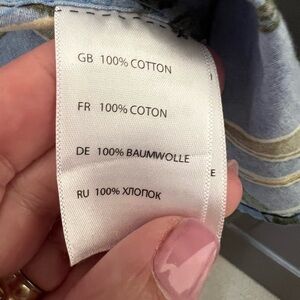 GB 100% COTTON
FR 100% COTON
DE 100% BAUMWOLLE
RU 100% ХЛОПОК
E